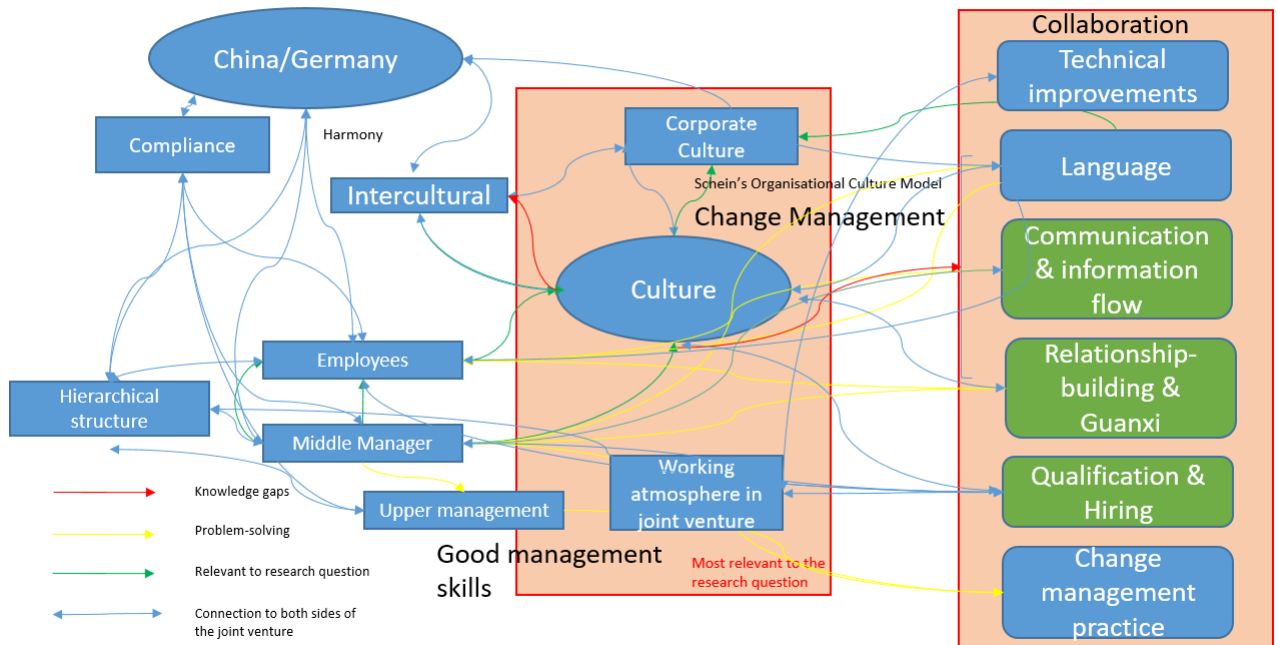 China/Germany
Compliance
Harmony
Intercultural
Corporate
Culture
Schein's Organisational Culture Model
Change Management
Culture
Employees
Hierarchical
structure
Middle Manager
Upper management
Working
atmosphere in
joint venture
Good management
skills
Most relevant to the
research question
Knowledge gaps
Problem-solving
Relevant to research question
Connection to both sides of
the joint venture
Collaboration
Technical
improvements
Language
Communication
& information
flow
Relationship-
building &
Guanxi
Qualification &
Hiring
Change
management
practice